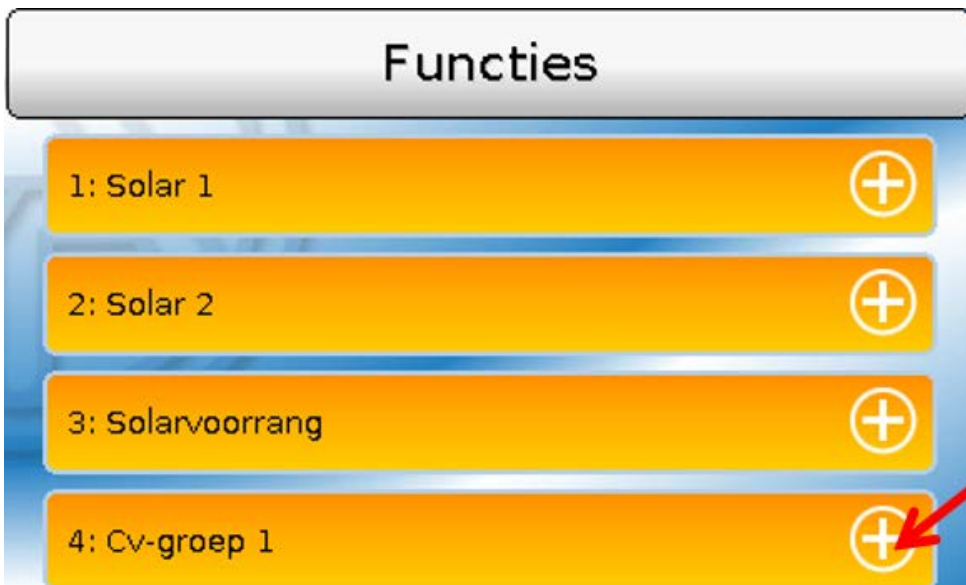 Functies
1: Solar 1
2: Solar 2
3: Solarvoorrang
4: Cv-groep 1